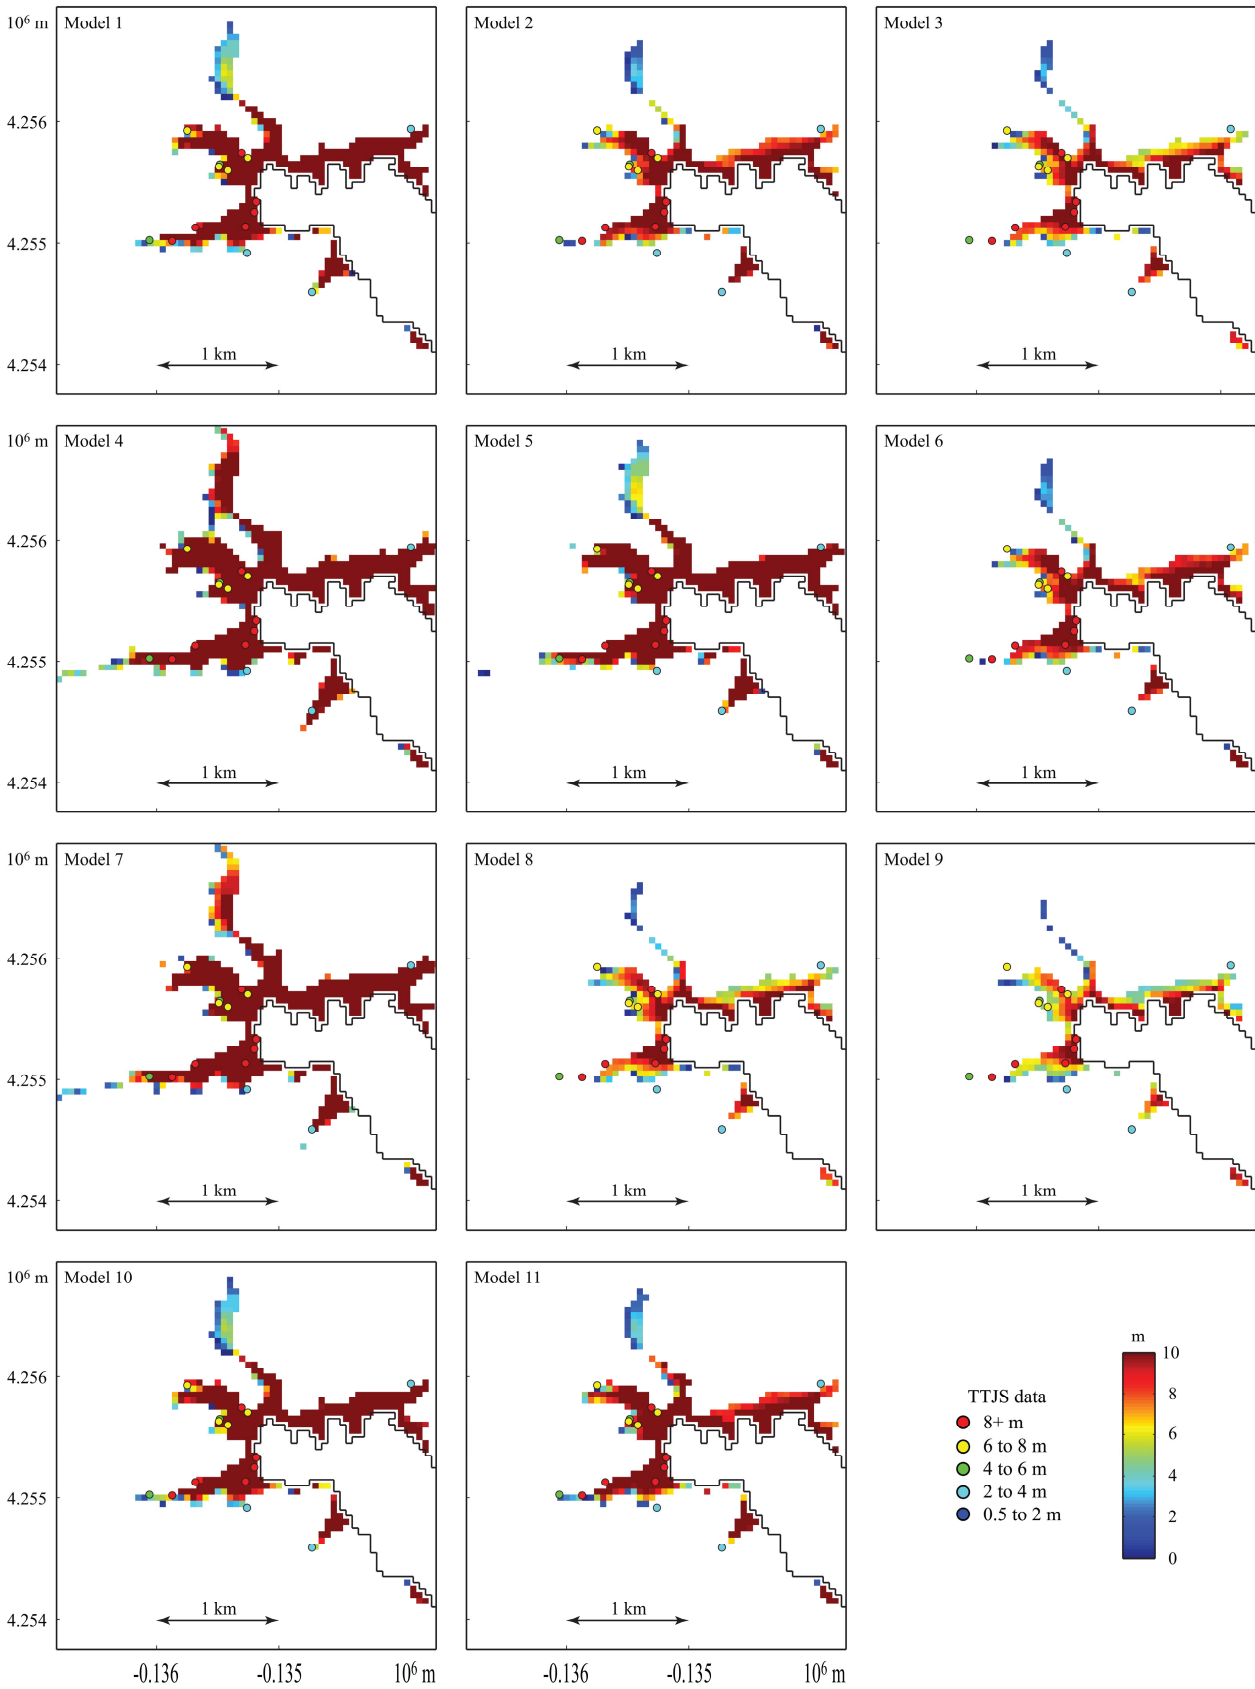 10⁶ m
Model 1
Model 2
Model 3
4.256
4.255
4.254
1 km
1 km
1 km
10⁶ m
Model 4
Model 5
Model 6
4.256
4.255
4.254
1 km
1 km
1 km
10⁶ m
Model 7
Model 8
Model 9
4.256
4.255
4.254
1 km
1 km
1 km
10⁶ m
Model 10
Model 11
4.256
4.255
4.254
1 km
1 km
-0.136
-0.135
10⁶ m
-0.136
-0.135
10⁶ m
TTJS data
8+ m
6 to 8 m
4 to 6 m
2 to 4 m
0.5 to 2 m
m
10
8
6
4
2
0